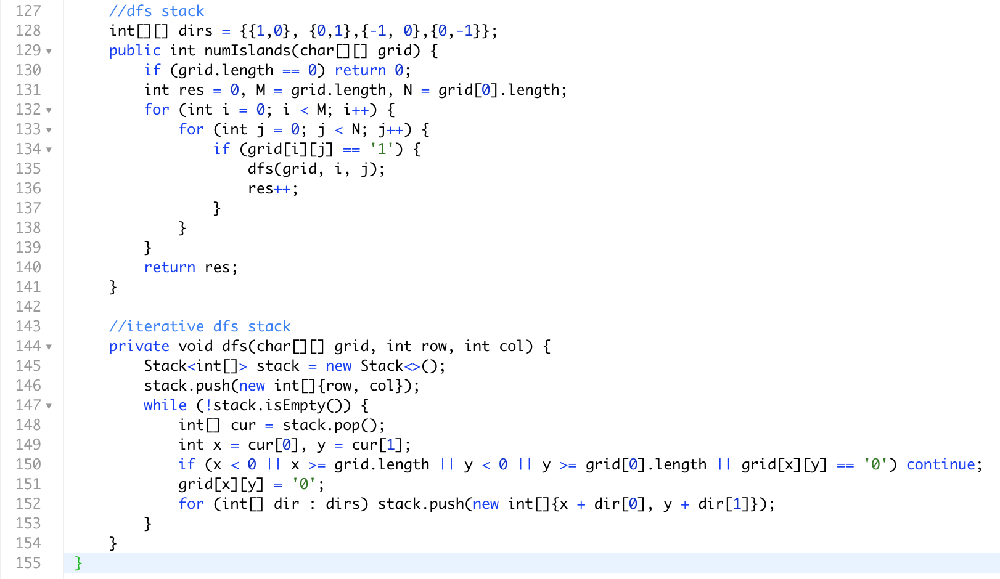 127 //dfs stack
128 int[][] dirs = {{1,0}, {0,1},{-1, 0},{0,-1}};
129 ▼ public int numIslands(char[][] grid) {
130 if (grid.length == 0) return 0;
131 int res = 0, M = grid.length, N = grid[0].length;
132 ▼ for (int i = 0; i < M; i++) {
133 ▼ for (int j = 0; j < N; j++) {
134 ▼ if (grid[i][j] == '1') {
135 dfs(grid, i, j);
136 res++;
137 }
138 }
139 }
140 return res;
141 }
142
143 //iterative dfs stack
144 ▼ private void dfs(char[][] grid, int row, int col) {
145 Stack<int[]> stack = new Stack<>();
146 stack.push(new int[]{row, col});
147 ▼ while (!stack.isEmpty()) {
148 int[] cur = stack.pop();
149 int x = cur[0], y = cur[1];
150 if (x < 0 || x >= grid.length || y < 0 || y >= grid[0].length || grid[x][y] == '0') continue;
151 grid[x][y] = '0';
152 for (int[] dir : dirs) stack.push(new int[]{x + dir[0], y + dir[1]});
153 }
154 }
155 }